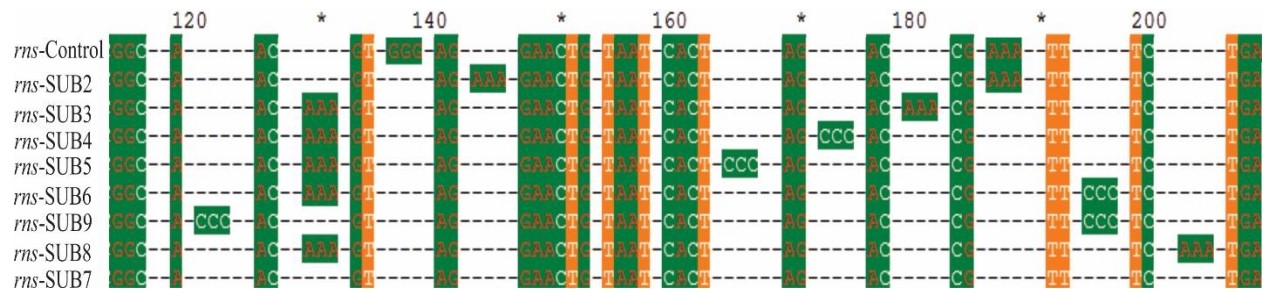 120 * 140 * 160 * 180 * 200
rns-Control GGC--A------AC------GT-GGG-AG-----GAACTG-TAAT-CACT------AG-----AC-----CG-AAA--TT-----TC------TGA
rns-SUB2 GGC--A------AC------GT-----AG-AAA-GAACTG-TAAT-CACT------AG-----AC-----CG-AAA--TT-----TC------TGA
rns-SUB3 GGC--A------AC--AAA-GT-----AG-----GAACTG-TAAT-CACT------AG-----AC-AAA-CG------TT-----TC------TGA
rns-SUB4 GGC--A------AC--AAA-GT-----AG-----GAACTG-TAAT-CACT------AG-CCC-AC-----CG------TT-----TC------TGA
rns-SUB5 GGC--A------AC--AAA-GT-----AG-----GAACTG-TAAT-CACT-CCC--AG-----AC-----CG------TT-----TC------TGA
rns-SUB6 GGC--A------AC--AAA-GT-----AG-----GAACTG-TAAT-CACT------AG-----AC-----CG------TT-CCC-TC------TGA
rns-SUB9 GGC--A-CCC--AC------GT-----AG-----GAACTG-TAAT-CACT------AG-----AC-----CG------TT-CCC-TC------TGA
rns-SUB8 GGC--A------AC--AAA-GT-----AG-----GAACTG-TAAT-CACT------AG-----AC-----CG------TT-----TC--AAA-TGA
rns-SUB7 GGC--A------AC------GT-----AG-----GAACTG-TAAT-CACT------AG-----AC-----CG------TT-----TC------TGA